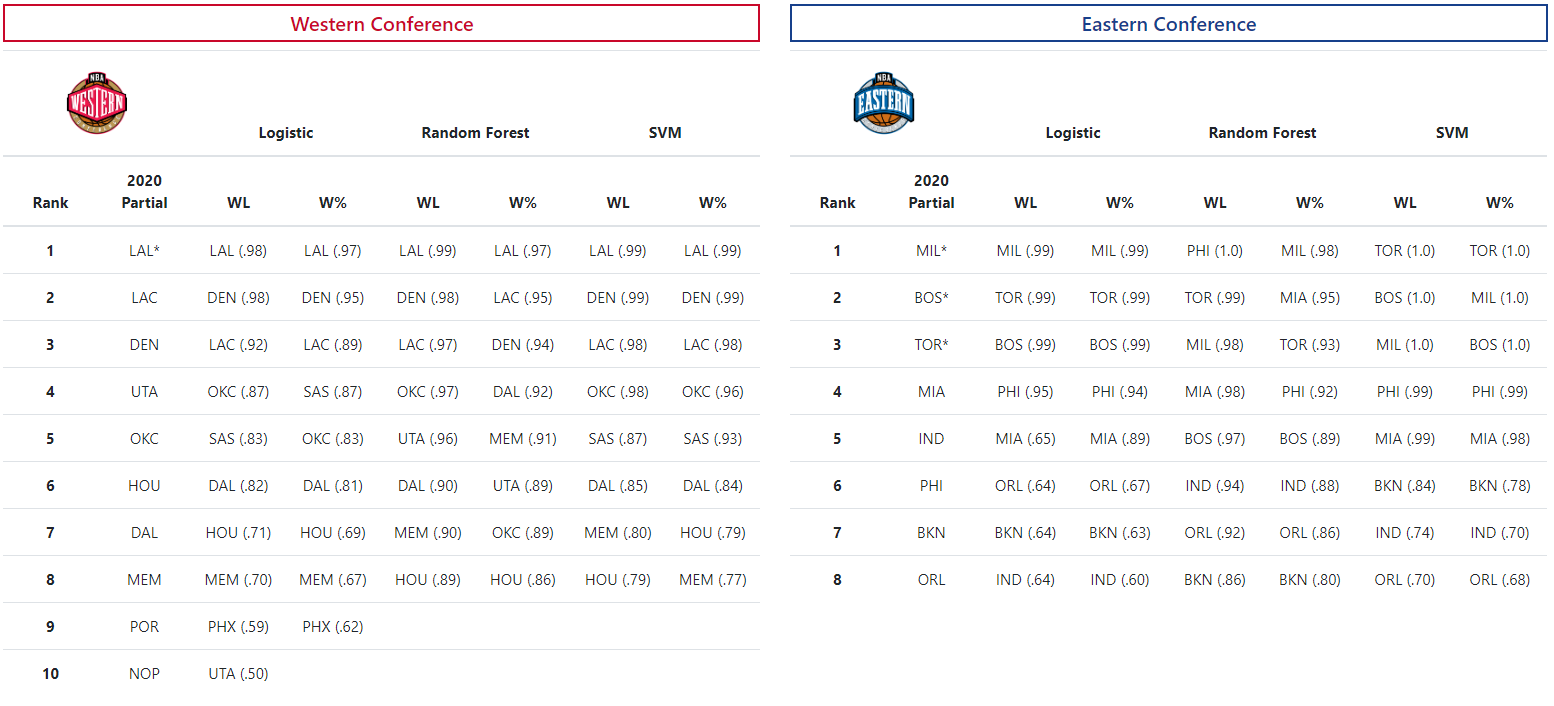 Western Conference
NBA
WESTERN
Logistic Random Forest SVM
Rank 2020 Partial WL W% WL W% WL W%
1 LAL* LAL (.98) LAL (.97) LAL (.99) LAL (.97) LAL (.99) LAL (.99)
2 LAC DEN (.98) DEN (.95) DEN (.98) LAC (.95) DEN (.99) DEN (.99)
3 DEN LAC (.92) LAC (.89) LAC (.97) DEN (.94) LAC (.98) LAC (.98)
4 UTA OKC (.87) SAS (.87) OKC (.97) DAL (.92) OKC (.98) OKC (.96)
5 OKC SAS (.83) OKC (.83) UTA (.96) MEM (.91) SAS (.87) SAS (.93)
6 HOU DAL (.82) DAL (.81) DAL (.90) UTA (.89) DAL (.85) DAL (.84)
7 DAL HOU (.71) HOU (.69) MEM (.90) OKC (.89) MEM (.80) HOU (.79)
8 MEM MEM (.70) MEM (.67) HOU (.89) HOU (.86) HOU (.79) MEM (.77)
9 POR PHX (.59) PHX (.62)
10 NOP UTA (.50)
Eastern Conference
NBA
EASTERN
Logistic Random Forest SVM
Rank 2020 Partial WL W% WL W% WL W%
1 MIL* MIL (.99) MIL (.99) PHI (1.0) MIL (.98) TOR (1.0) TOR (1.0)
2 BOS* TOR (.99) TOR (.99) TOR (.99) MIA (.95) BOS (1.0) MIL (1.0)
3 TOR* BOS (.99) BOS (.99) MIL (.98) TOR (.93) MIL (1.0) BOS (1.0)
4 MIA PHI (.95) PHI (.94) MIA (.98) PHI (.92) PHI (.99) PHI (.99)
5 IND MIA (.65) MIA (.89) BOS (.97) BOS (.89) MIA (.99) MIA (.98)
6 PHI ORL (.64) ORL (.67) IND (.94) IND (.88) BKN (.84) BKN (.78)
7 BKN BKN (.64) BKN (.63) ORL (.92) ORL (.86) IND (.74) IND (.70)
8 ORL IND (.64) IND (.60) BKN (.86) BKN (.80) ORL (.70) ORL (.68)